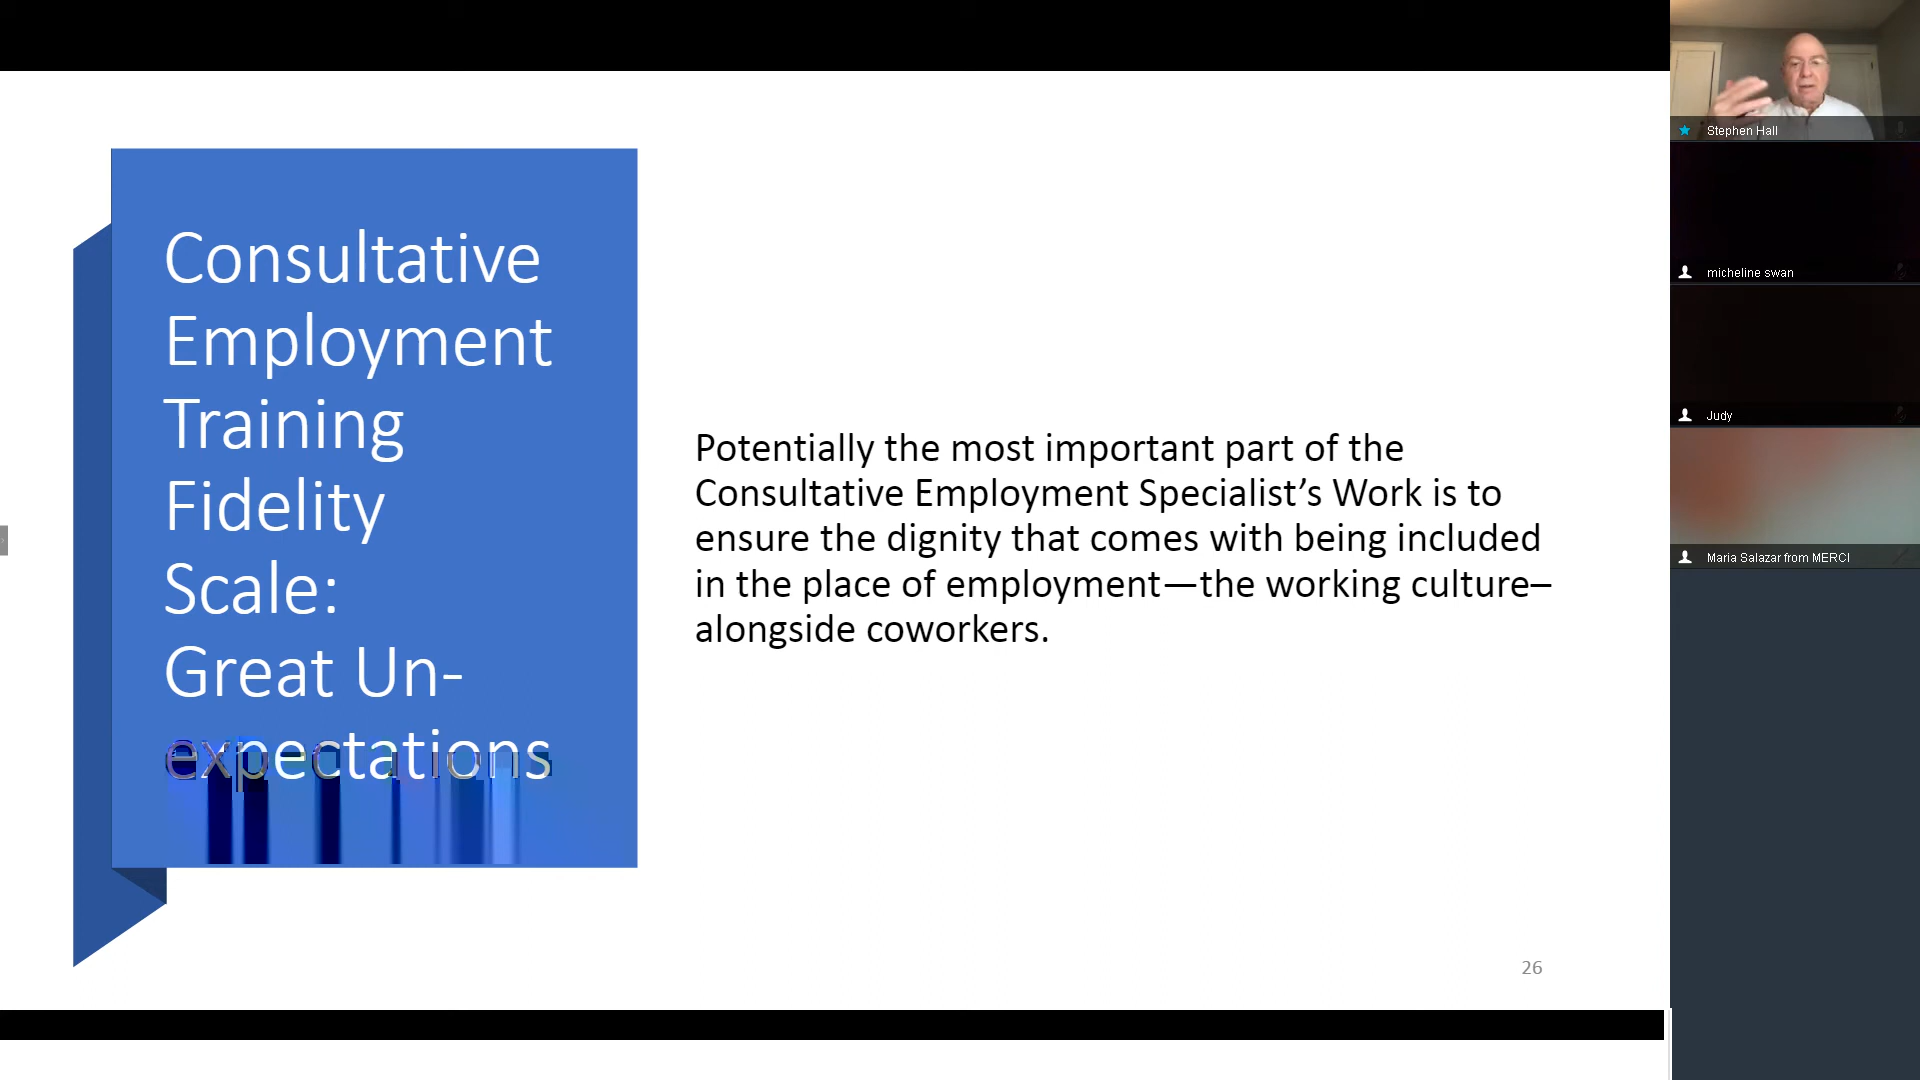 Consultative
Employment
Training
Fidelity
Scale:
Great Un-
expectations
Potentially the most important part of the
Consultative Employment Specialist’s Work is to
ensure the dignity that comes with being included
in the place of employment—the working culture–
alongside coworkers.
26
Stephen Hall
micheline swan
Judy
Maria Salazar from MERCI